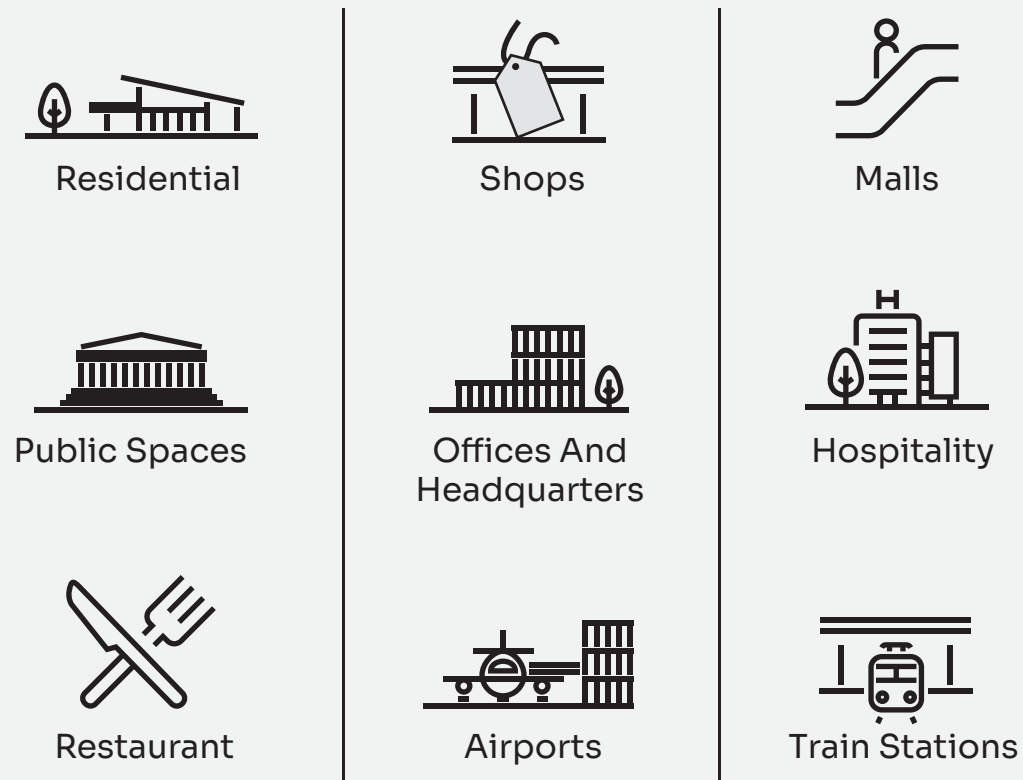 Residential
Shops
Malls
Public Spaces
Offices And
Headquarters
Hospitality
Restaurant
Airports
Train Stations